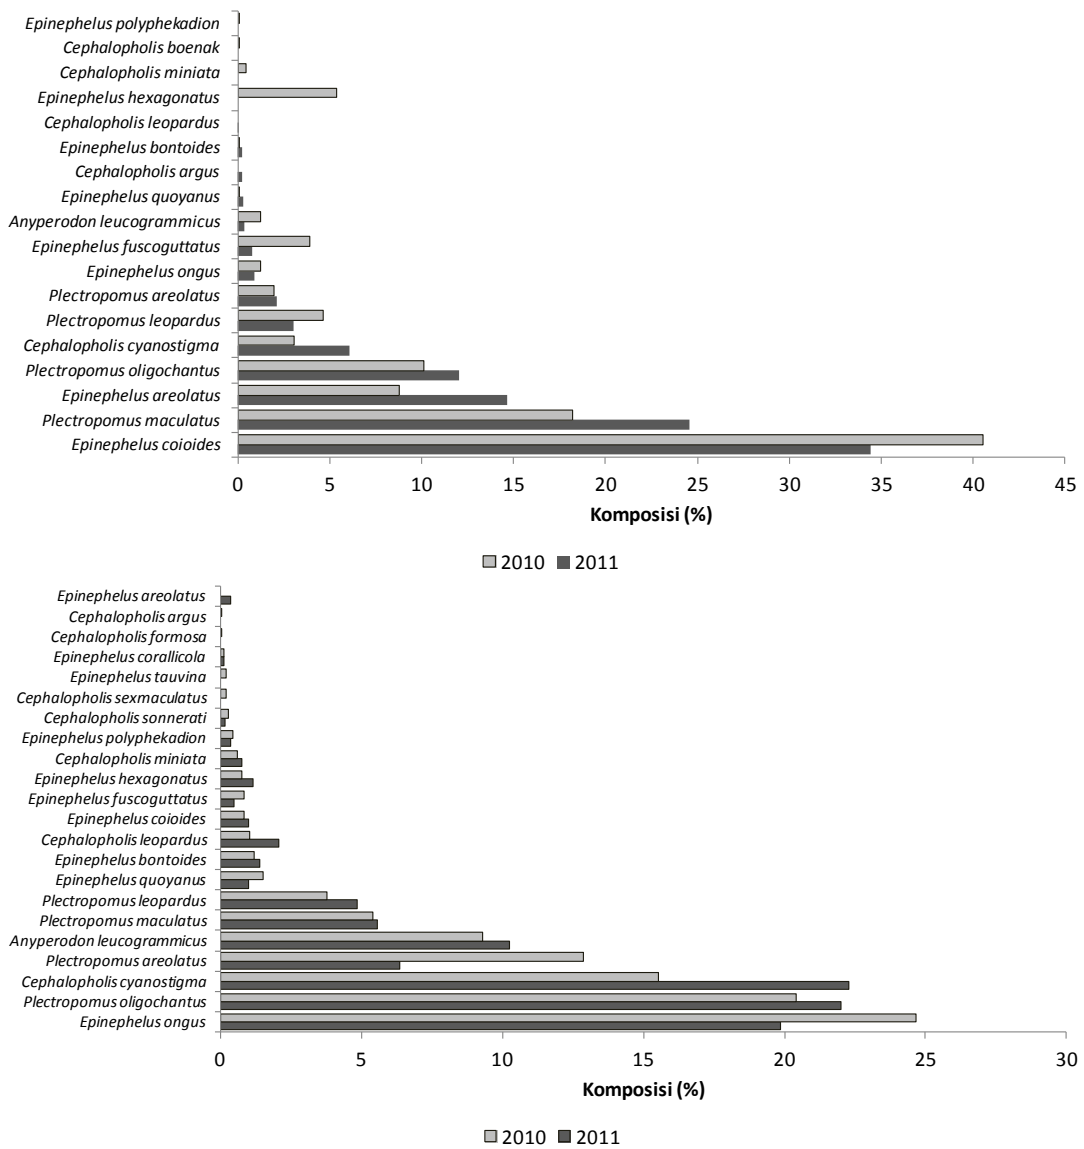 Epinephelus polyphekadion
Cephalopholis boenak
Cephalopholis miniata
Epinephelus hexagonatus
Cephalopholis leopardus
Epinephelus bontoides
Cephalopholis argus
Epinephelus quoyanus
Anyperodon leucogrammicus
Epinephelus fuscoguttatus
Epinephelus ongus
Plectropomus areolatus
Plectropomus leopardus
Cephalopholis cyanostigma
Plectropomus oligochantus
Epinephelus areolatus
Plectropomus maculatus
Epinephelus coioides
0 5 10 15 20 25 30 35 40 45
Komposisi (%)
2010 2011
Epinephelus areolatus
Cephalopholis argus
Cephalopholis formosa
Epinephelus corallicola
Epinephelus tauvina
Cephalopholis sexmaculatus
Cephalopholis sonnerati
Epinephelus polyphekadion
Cephalopholis miniata
Epinephelus hexagonatus
Epinephelus fuscoguttatus
Epinephelus coioides
Cephalopholis leopardus
Epinephelus bontoides
Epinephelus quoyanus
Plectropomus leopardus
Plectropomus maculatus
Anyperodon leucogrammicus
Plectropomus areolatus
Cephalopholis cyanostigma
Plectropomus oligochantus
Epinephelus ongus
0 5 10 15 20 25 30
Komposisi (%)
2010 2011